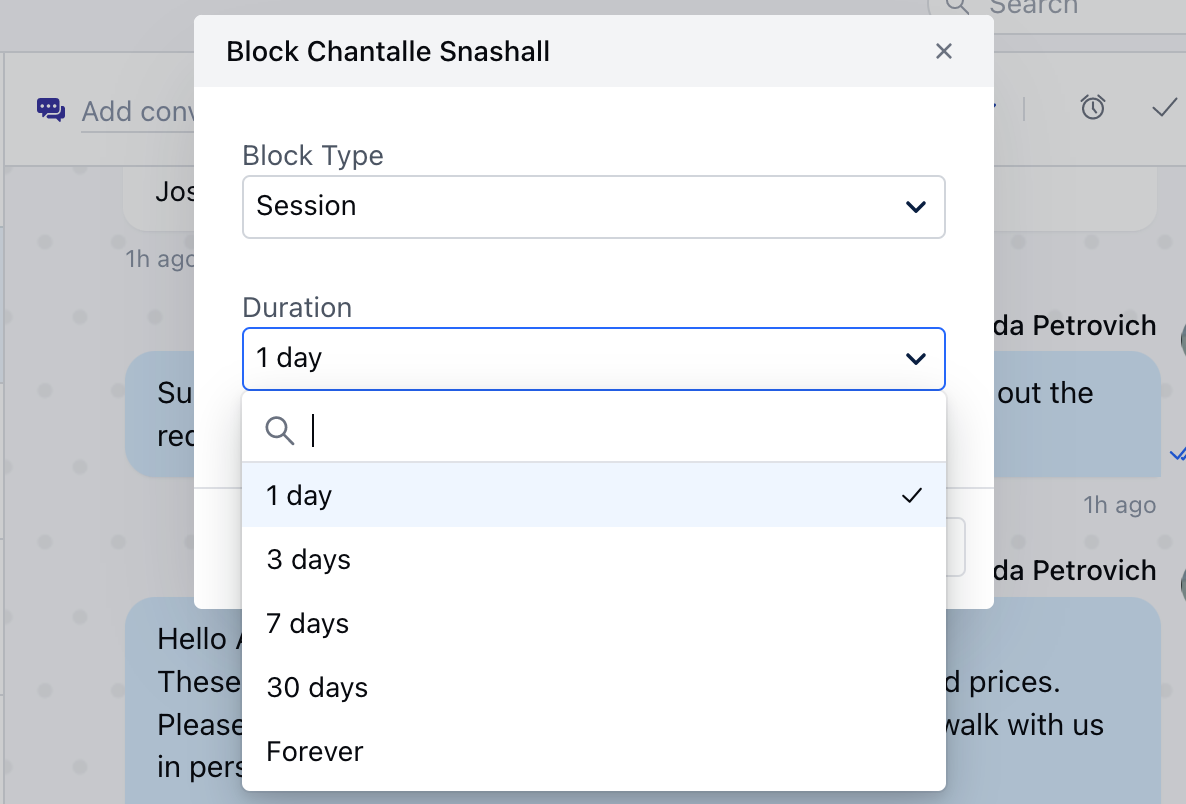 Search
Block Chantalle Snashall
Add conv
Block Type
Session
Jos
1h ago
Duration
da Petrovich
1 day
Su
out the
rec
1 day
1h ago
3 days
da Petrovich
7 days
Hello A
30 days
These
d prices.
Please
walk with us
Forever
in pers